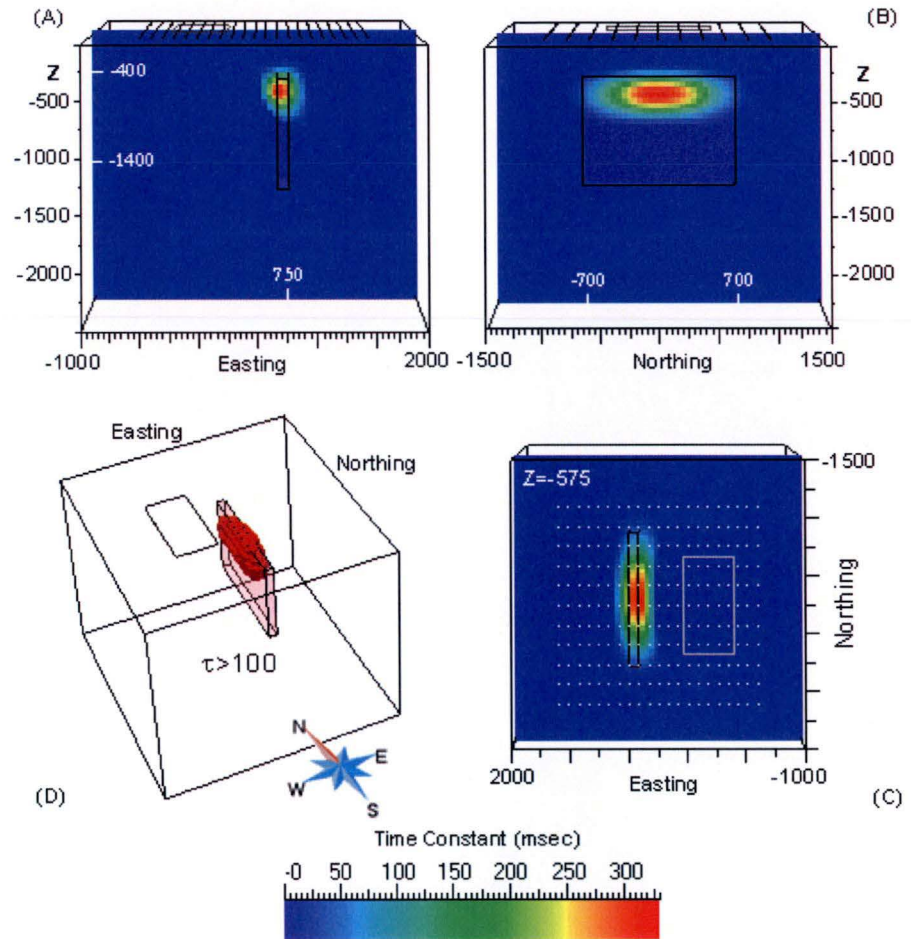 (A)
Z
-400
-500
-1000
-1400
-1500
-2000
750
-1000
Easting
2000
(B)
Z
-500
-1000
-1500
-2000
-700
700
-1500
Northing
1500
Easting
Northing
τ>100
N
E
W
S
(D)
Z=-575
-1500
Northing
2000
Easting
-1000
(C)
Time Constant (msec)
-0 50 100 150 200 250 300